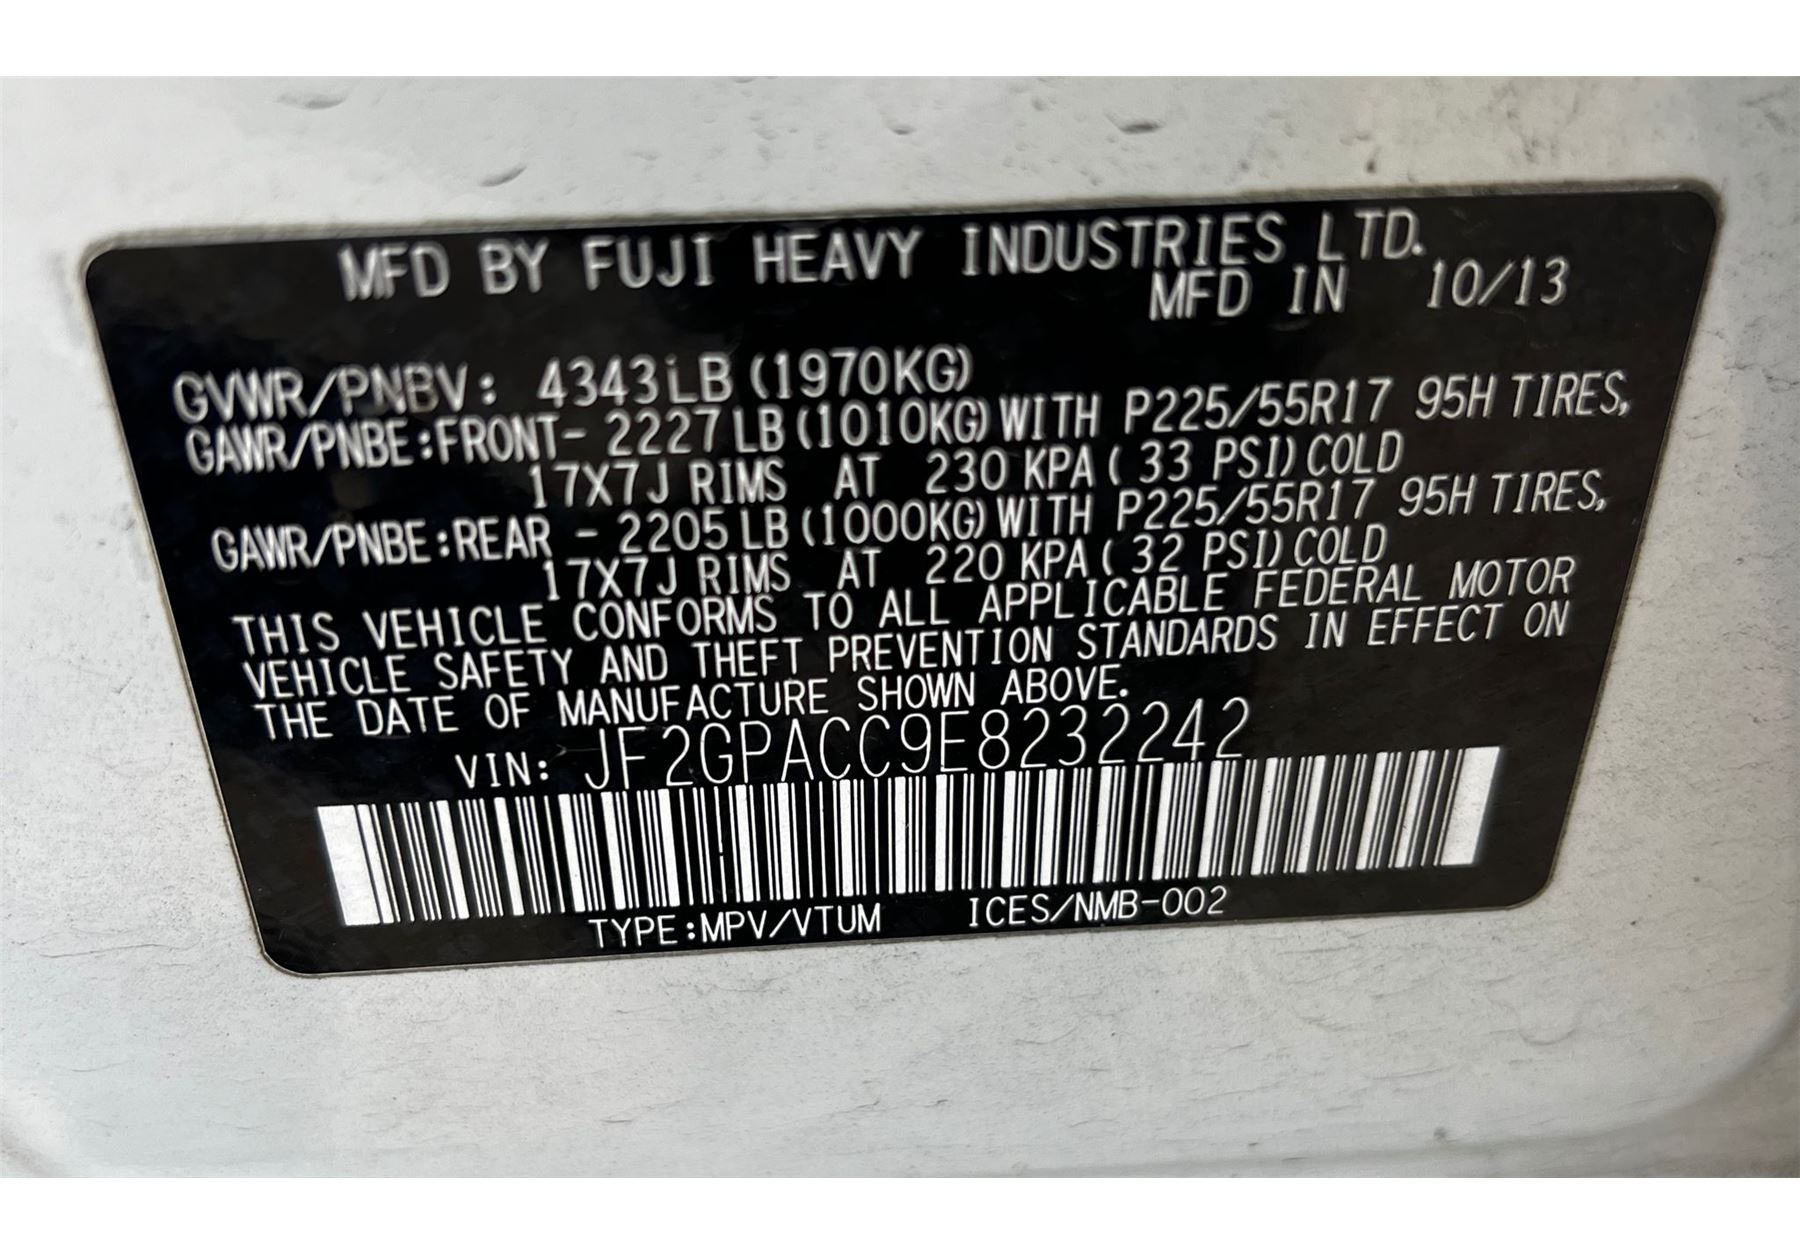 MFD BY FUJI HEAVY INDUSTRIES LTD.
MFD IN 10/13
GVWR/PNBV: 4343LB (1970KG)
GAWR/PNBE:FRONT- 2227LB(1010KG)WITH P225/55R17 95H TIRES,
17X7J RIMS AT 230 KPA ( 33 PSI)COLD
GAWR/PNBE:REAR - 2205LB(1000KG)WITH P225/55R17 95H TIRES,
17X7J RIMS AT 220 KPA ( 32 PSI)COLD
THIS VEHICLE CONFORMS TO ALL APPLICABLE FEDERAL MOTOR
VEHICLE SAFETY AND THEFT PREVENTION STANDARDS IN EFFECT ON
THE DATE OF MANUFACTURE SHOWN ABOVE.
VIN: JF2GPACC9E8232242
TYPE:MPV/VTUM ICES/NMB-002